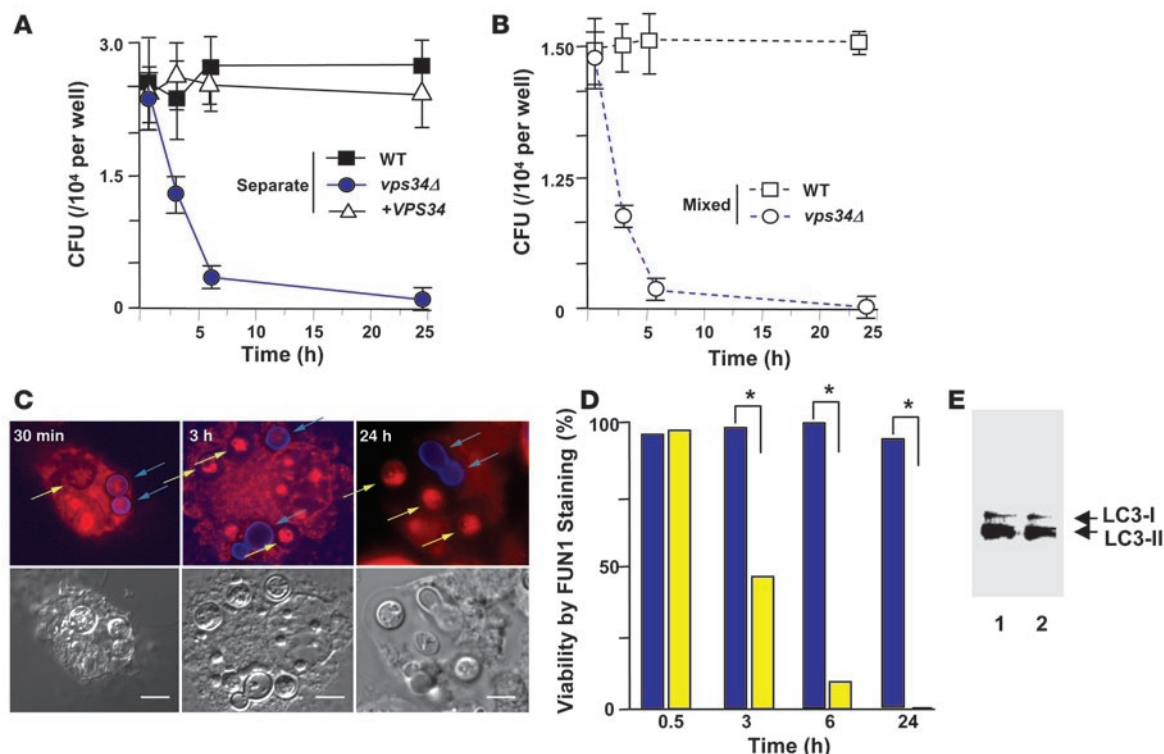 A
CFU (/10⁴ per well)
3.0
1.5
0
5 10 15 20 25
Time (h)
Separate
WT
vps34Δ
+VPS34
B
CFU (/10⁴ per well)
1.50
1.25
0
5 10 15 20 25
Time (h)
Mixed
WT
vps34Δ
C
30 min
3 h
24 h
D
Viability by FUN1 Staining (%)
100
50
0
* * *
0.5 3 6 24
Time (h)
E
LC3-I
LC3-II
1 2